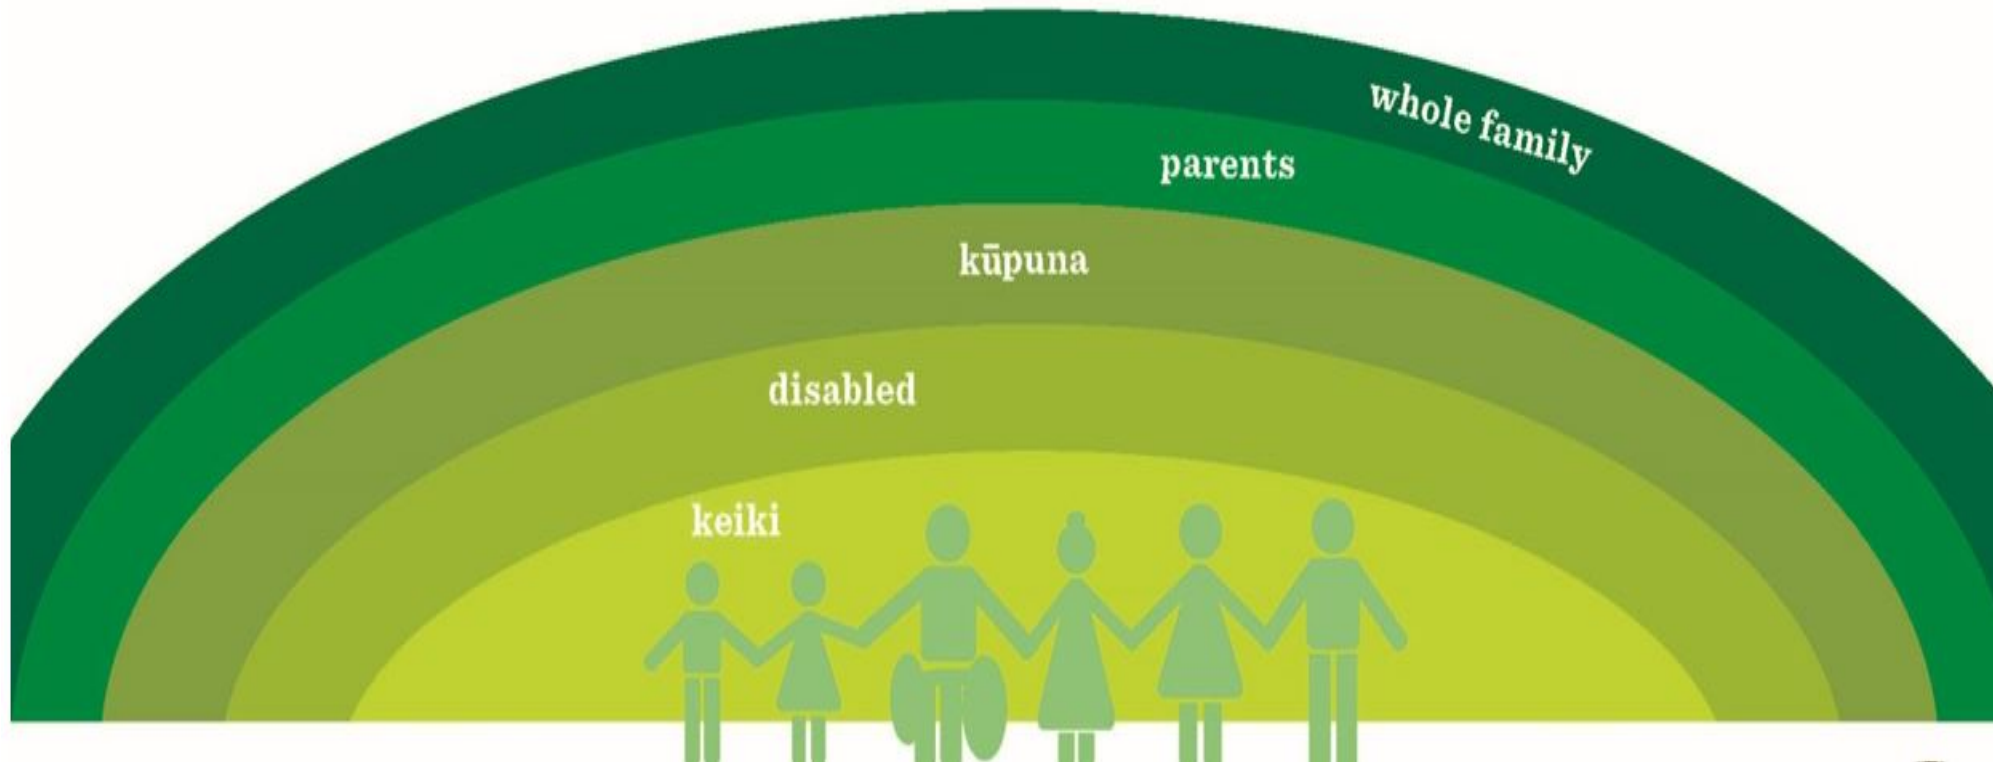 whole family
parents
kūpuna
disabled
keiki